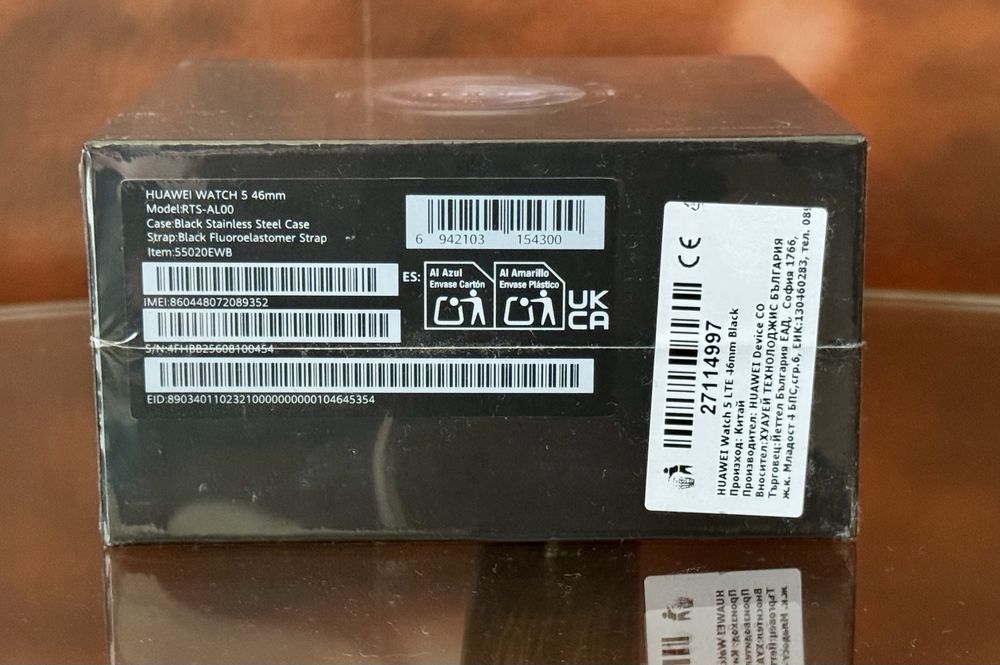 HUAWEI WATCH 5 46mm
Model:RTS-AL00
Case:Black Stainless Steel Case
Strap:Black Fluoroelastomer Strap
Item:55020EWB
IMEI:860448072089352
S/N:4FHBB25608100454
EID:89034011023210000000000104645354
6 942103 154300
ES:
Al Azul
Envase Cartón
Al Amarillo
Envase Plástico
UK
CA
CE
27114997
HUAWEI Watch 5 LTE 46mm Black
Произход: Китай
Производител: HUAWEI Device CO
Вносител:ХУАУЕЙ ТЕХНОЛОДЖИС БЪЛГАРИЯ
Търговец:Йеттел България ЕАД, София 1766,
ж.к. Младост 4 БПС,сгр.6, ЕИК:130460283, тел. 089